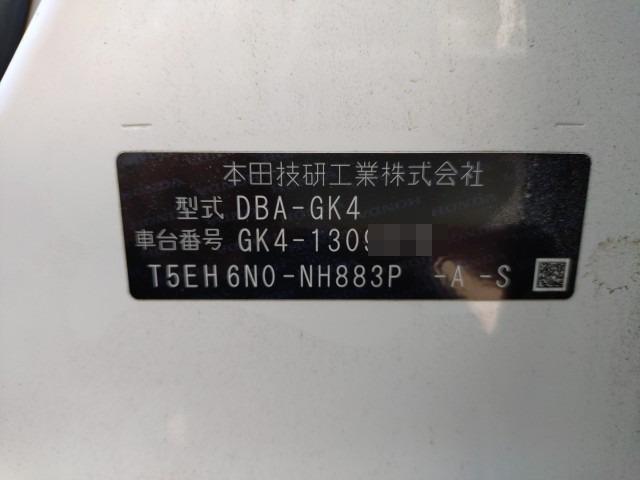 本田技研工業株式会社
型式 DBA-GK4
車台番号 GK4-1309
T5EH6N0-NH883P -A -S